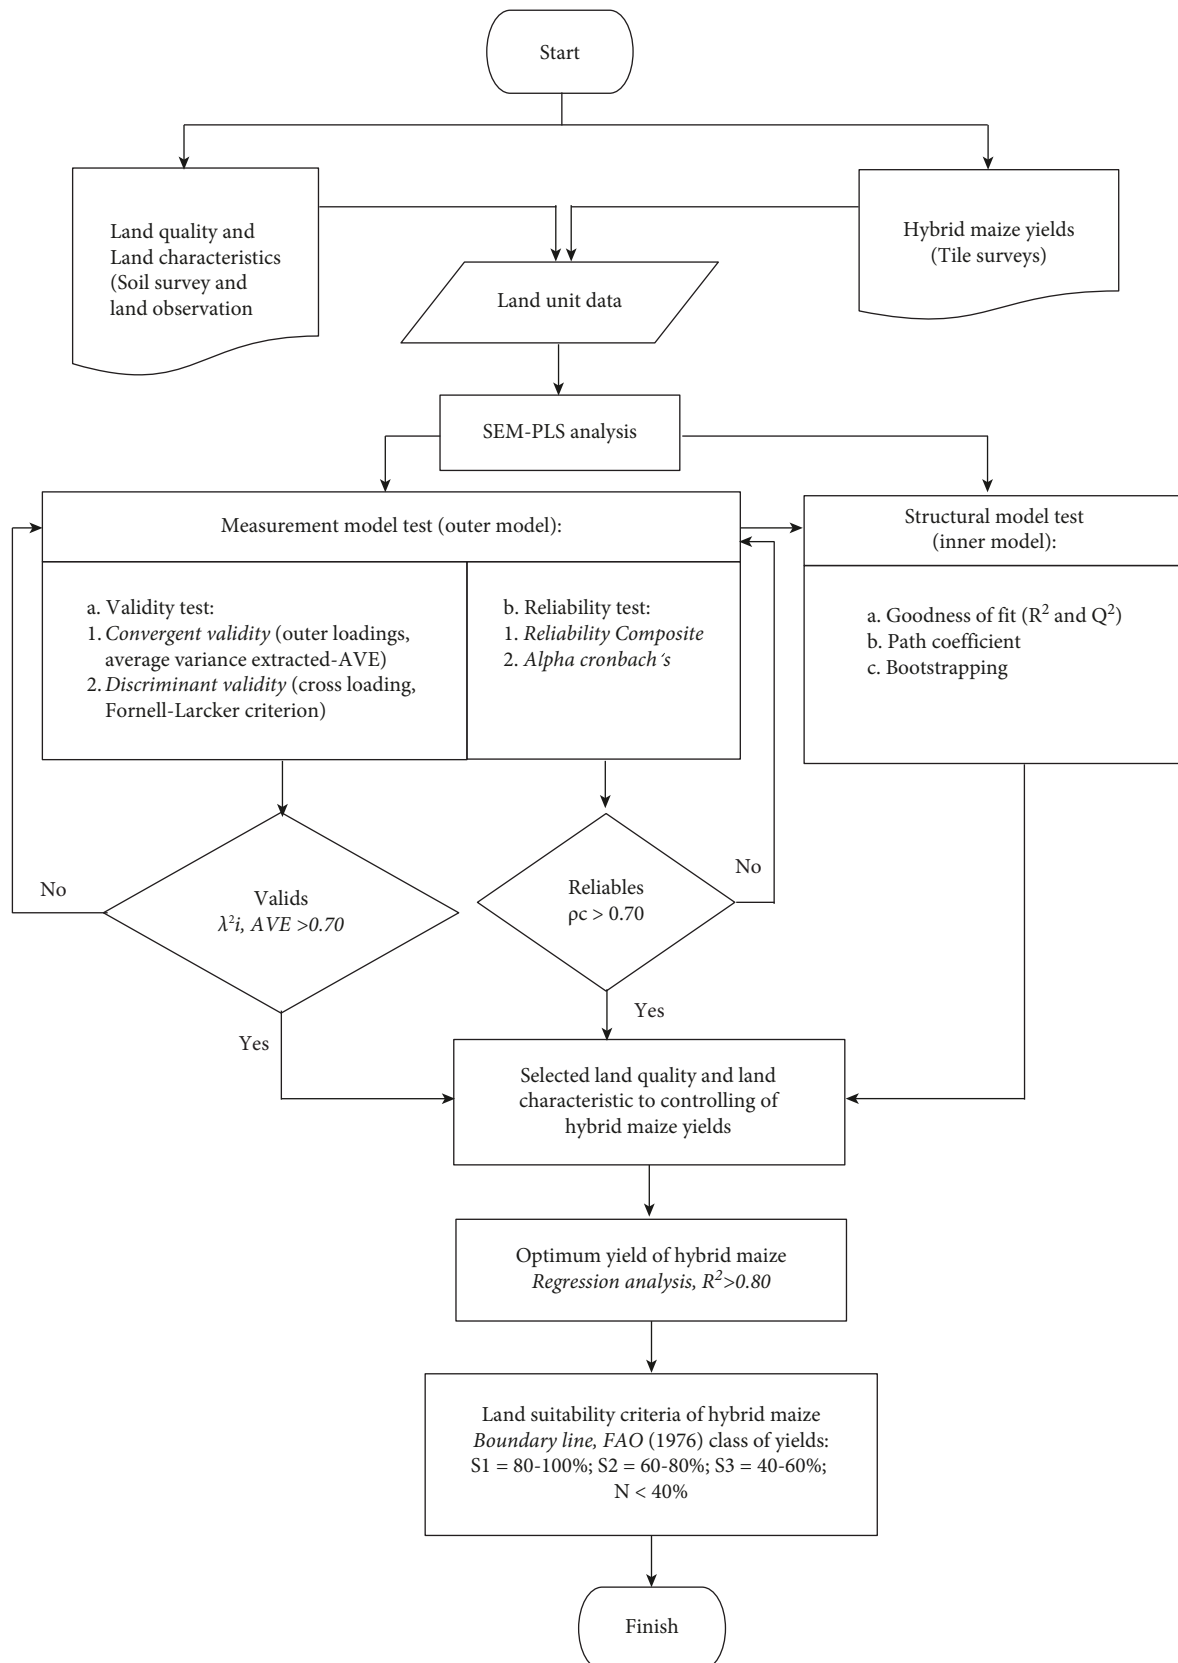 Start
Land quality and
Land characteristics
(Soil survey and
land observation
Hybrid maize yields
(Tile surveys)
Land unit data
SEM-PLS analysis
Measurement model test (outer model):
Structural model test
(inner model):
a. Validity test:
1. Convergent validity (outer loadings,
average variance extracted-AVE)
2. Discriminant validity (cross loading,
Fornell-Larcker criterion)
b. Reliability test:
1. Reliability Composite
2. Alpha cronbach´s
a. Goodness of fit (R² and Q²)
b. Path coefficient
c. Bootstrapping
No
Valids
λ²i, AVE >0.70
Reliables
ρc > 0.70
No
Yes
Yes
Selected land quality and land
characteristic to controlling of
hybrid maize yields
Optimum yield of hybrid maize
Regression analysis, R²>0.80
Land suitability criteria of hybrid maize
Boundary line, FAO (1976) class of yields:
S1 = 80-100%; S2 = 60-80%; S3 = 40-60%;
N < 40%
Finish